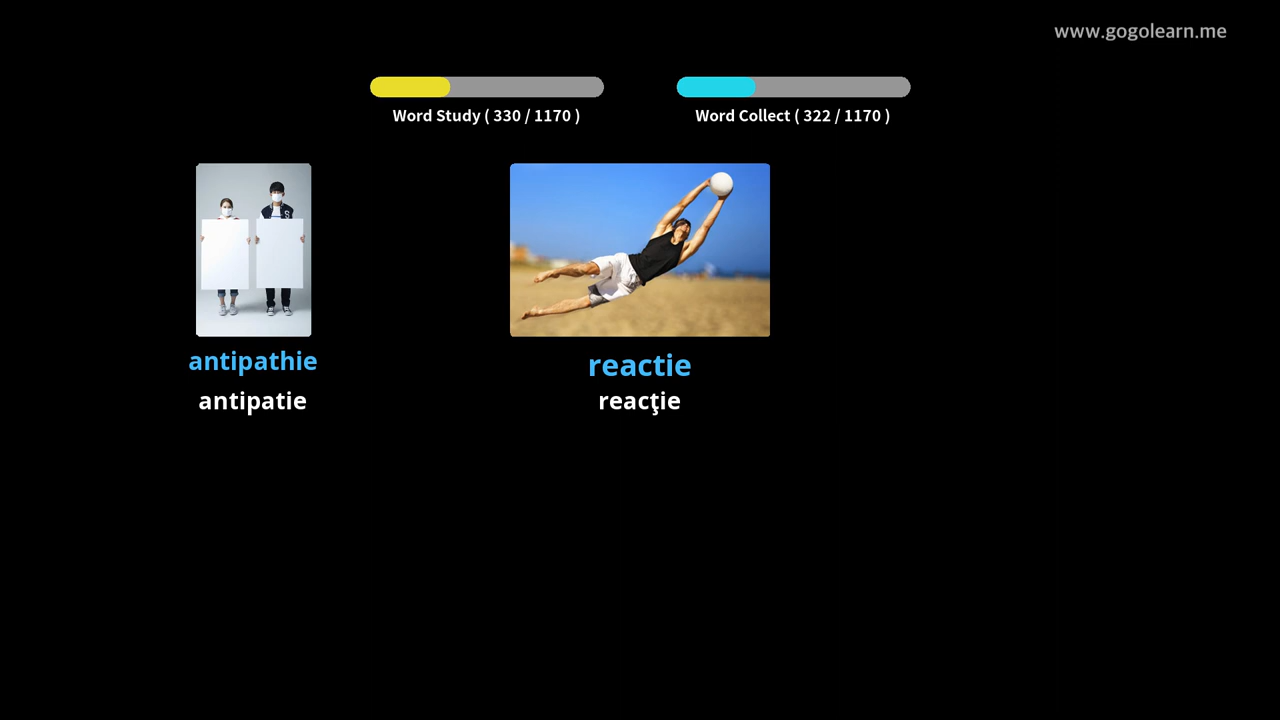 www.gogolearn.me
Word Study ( 330 / 1170 )
Word Collect ( 322 / 1170 )
antipathie
antipatie
reactie
reacţie